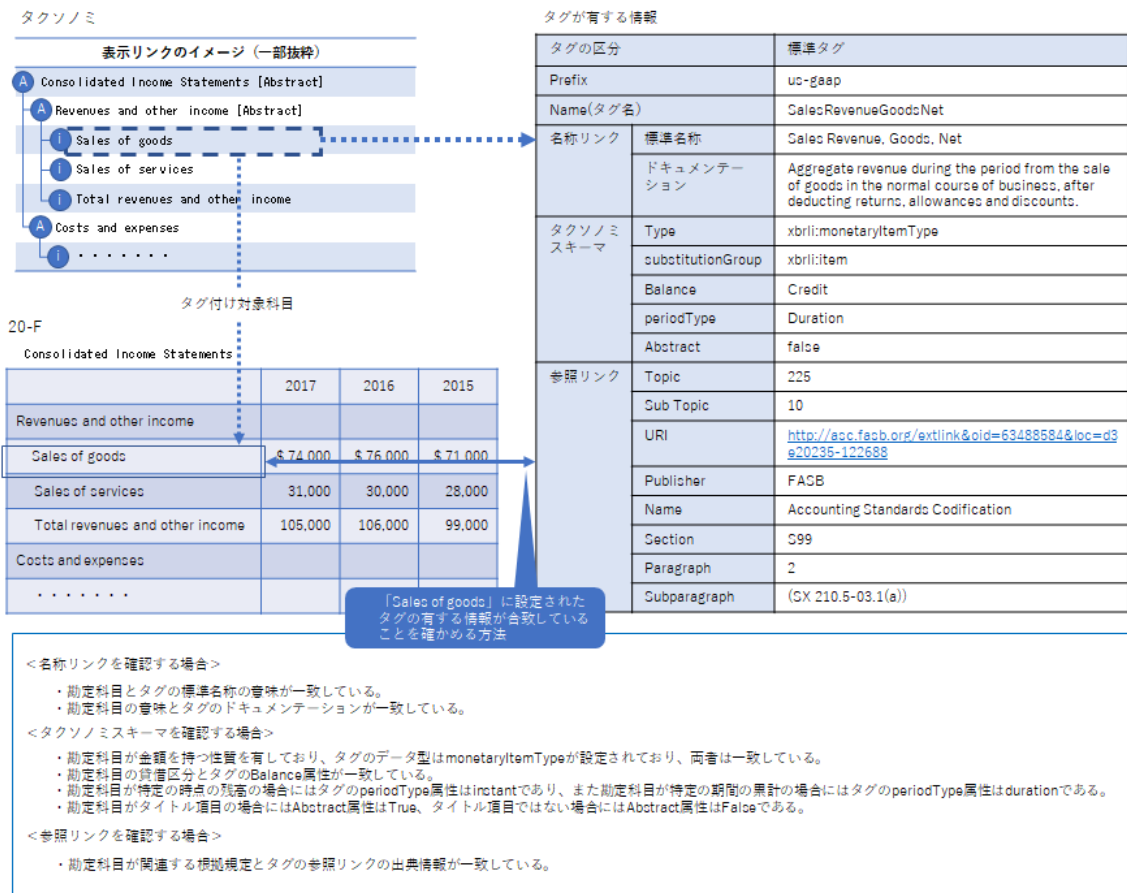 タクソノミ
表示リンクのイメージ（一部抜粋）
A Consolidated Income Statements [Abstract]
A Revenues and other income [Abstract]
i Sales of goods
i Sales of services
i Total revenues and other income
A Costs and expenses
i ・・・・・・・
タグ付け対象科目
20-F
Consolidated Income Statements
2017 2016 2015
Revenues and other income
Sales of goods $ 74,000 $ 76,000 $ 71,000
Sales of services 31,000 30,000 28,000
Total revenues and other income 105,000 106,000 99,000
Costs and expenses
・・・・・・・
タグが有する情報
タグの区分 標準タグ
Prefix us-gaap
Name(タグ名) SalesRevenueGoodsNet
名称リンク 標準名称 Sales Revenue, Goods, Net
ドキュメンテー
ション
Aggregate revenue during the period from the sale
of goods in the normal course of business, after
deducting returns, allowances and discounts.
タクソノミ
スキーマ
Type xbrli:monetaryItemType
substitutionGroup xbrli:item
Balance Credit
periodType Duration
Abstract false
参照リンク Topic 225
Sub Topic 10
URI http://asc.fasb.org/extlink&oid=63488584&loc=d3
e20235-122688
Publisher FASB
Name Accounting Standards Codification
Section S99
Paragraph 2
Subparagraph (SX 210.5-03.1(a))
「Sales of goods」に設定された
タグの有する情報が合致している
ことを確かめる方法
＜名称リンクを確認する場合＞
・勘定科目とタグの標準名称の意味が一致している。
・勘定科目の意味とタグのドキュメンテーションが一致している。
＜タクソノミスキーマを確認する場合＞
・勘定科目が金額を持つ性質を有しており、タグのデータ型はmonetaryItemTypeが設定されており、両者は一致している。
・勘定科目の貸借区分とタグのBalance属性が一致している。
・勘定科目が特定の時点の残高の場合にはタグのperiodType属性はinctantであり、また勘定科目が特定の期間の累計の場合にはタグのperiodType属性はdurationである。
・勘定科目がタイトル項目の場合にはAbstract属性はTrue、タイトル項目ではない場合にはAbstract属性はFalseである。
＜参照リンクを確認する場合＞
・勘定科目が関連する根拠規定とタグの参照リンクの出典情報が一致している。